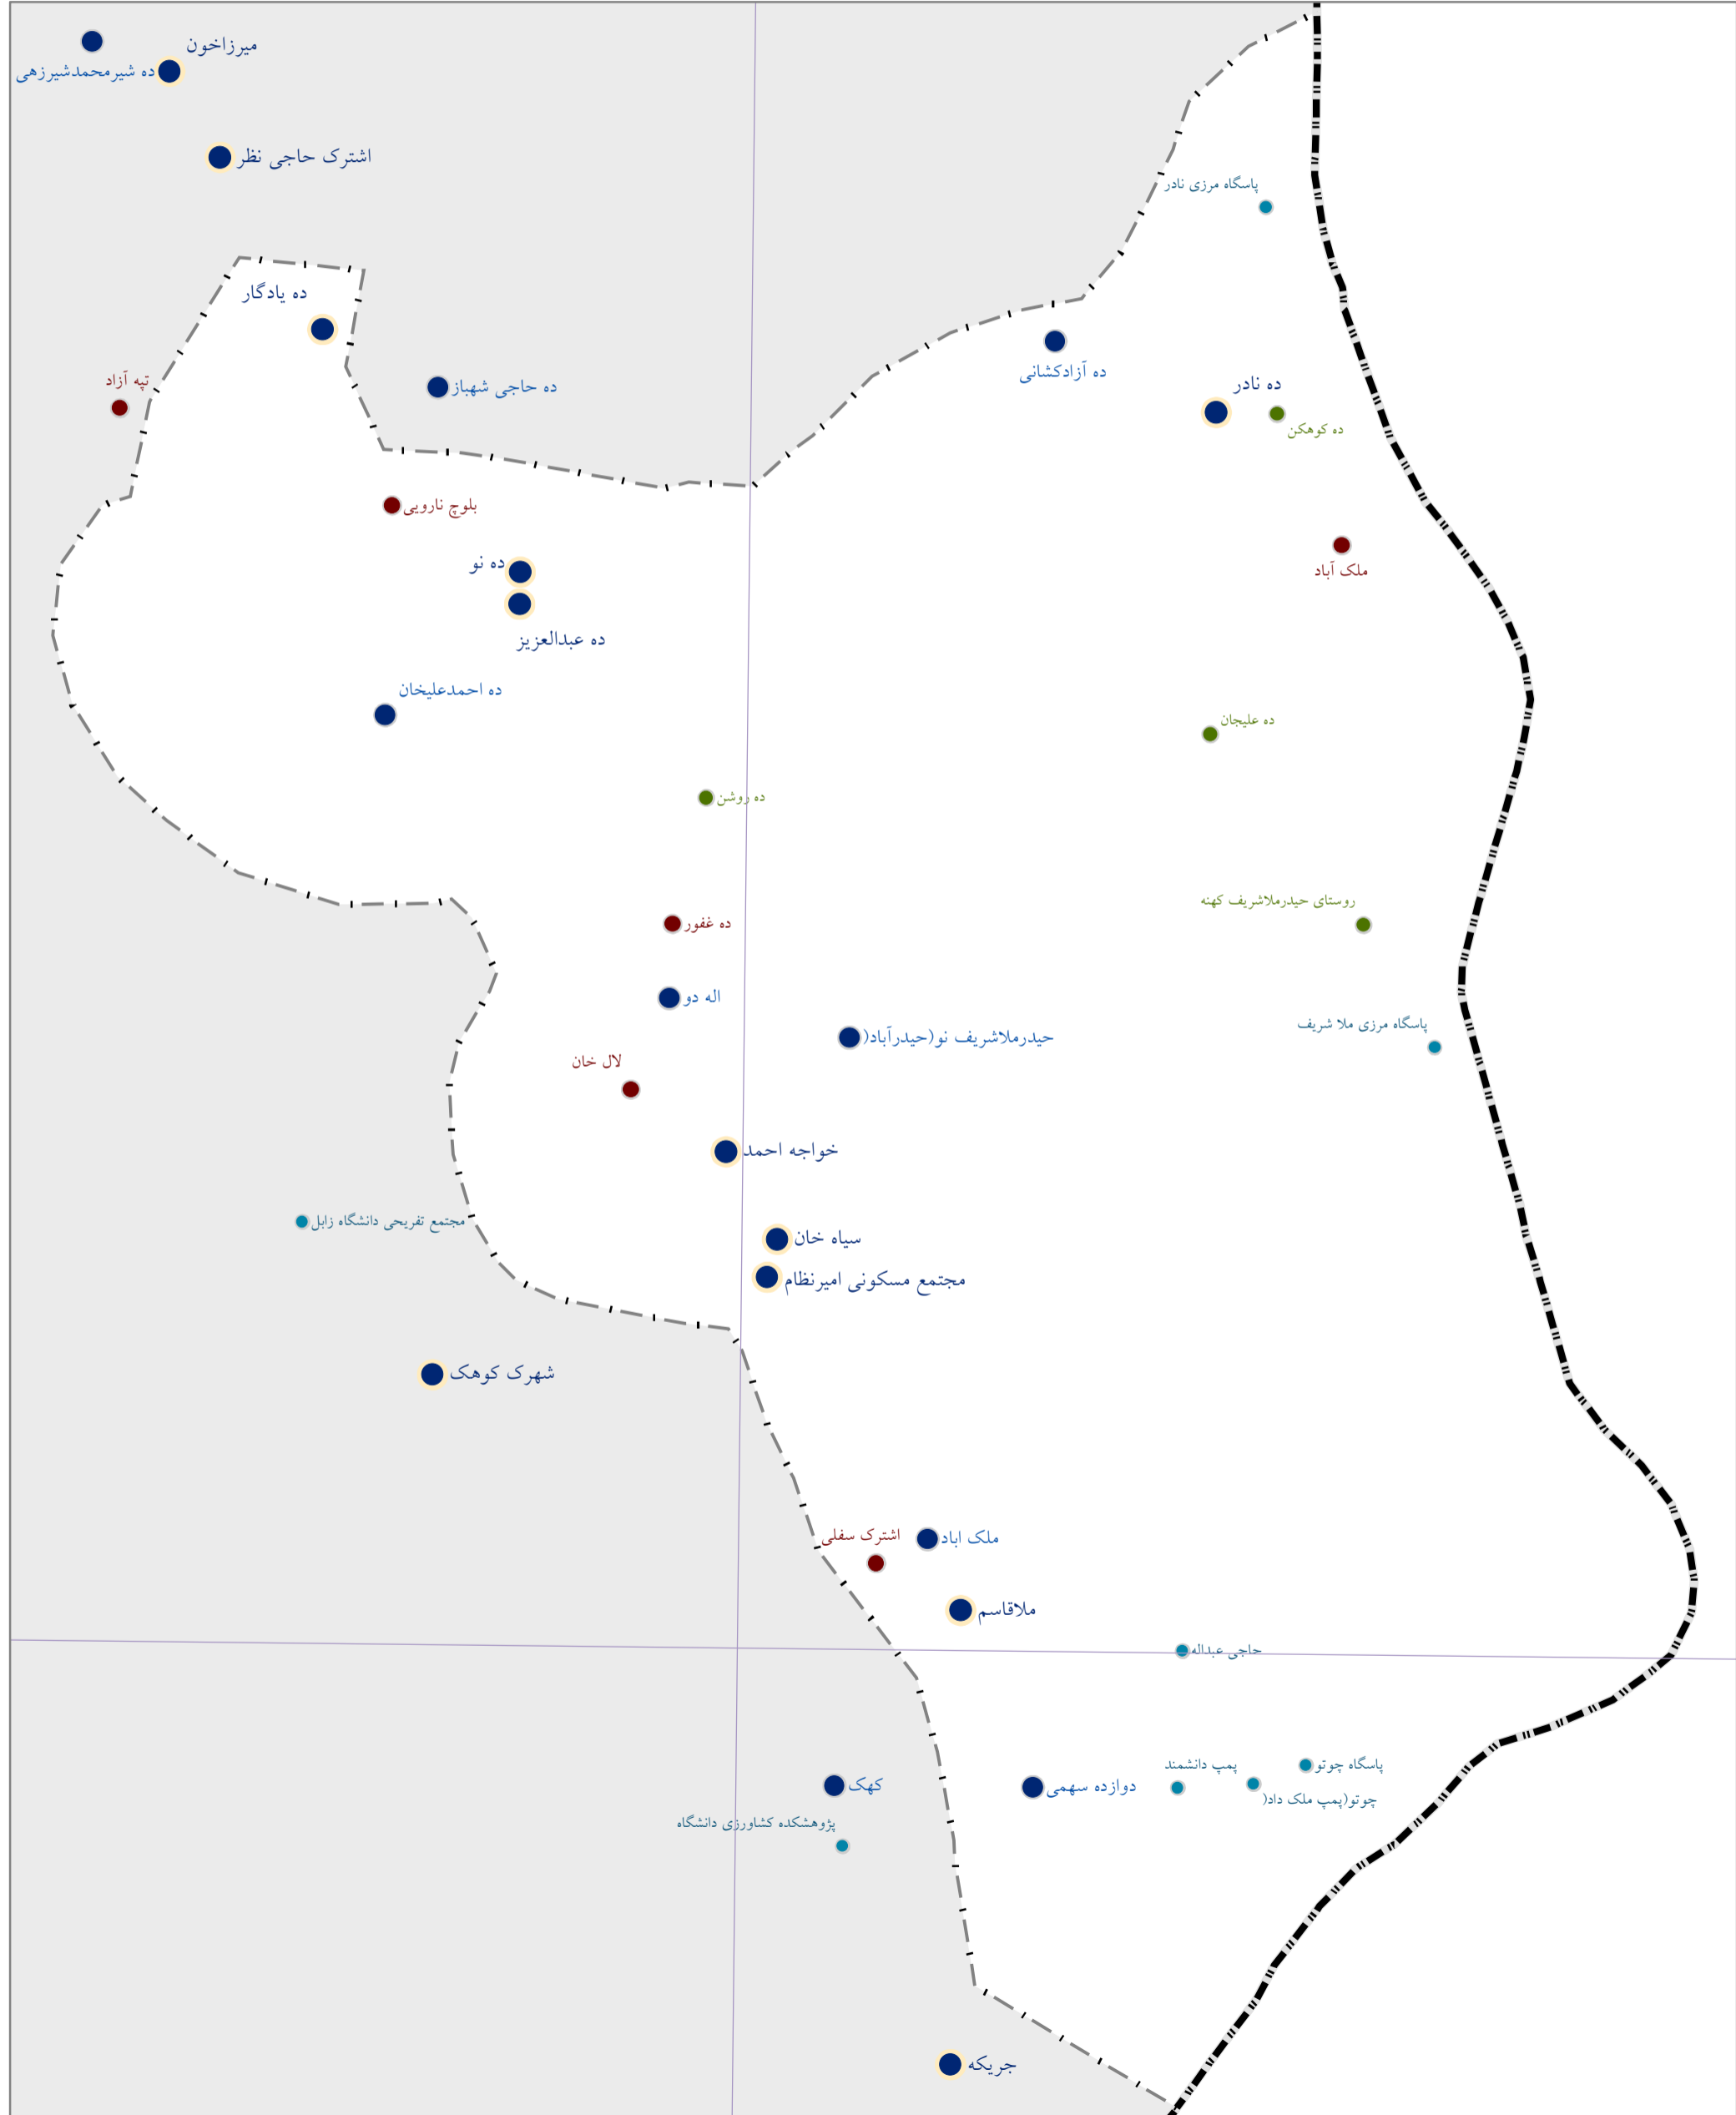 میرزاخون
ده شیرمحمدشیرزهی
اشترک حاجی نظر
پاسگاه مرزی نادر
ده یادگار
ده آزادکشانی
تپه آزاد
ده حاجی شهباز
ده نادر
ده کوهکن
بلوچ نارویی
ده نو
ملک آباد
ده عبدالعزیز
ده احمدعلیخان
ده علیجان
ده روشن
روستای حیدرملاشریف کهنه
ده غفور
اله دو
پاسگاه مرزی ملا شریف
حیدرملاشریف نو(حیدرآباد(
لال خان
خواجه احمد
مجتمع تفریحی دانشگاه زابل
سیاه خان
مجتمع مسکونی امیرنظام
شهرک کوهک
اشترک سفلی
ملک اباد
ملاقاسم
حاجی عبداله
پمپ دانشمند
پاسگاه چوتو
کهک
دوازده سهمی
چوتو(پمپ ملک داد(
پژوهشکده کشاورزی دانشگاه
جریکه